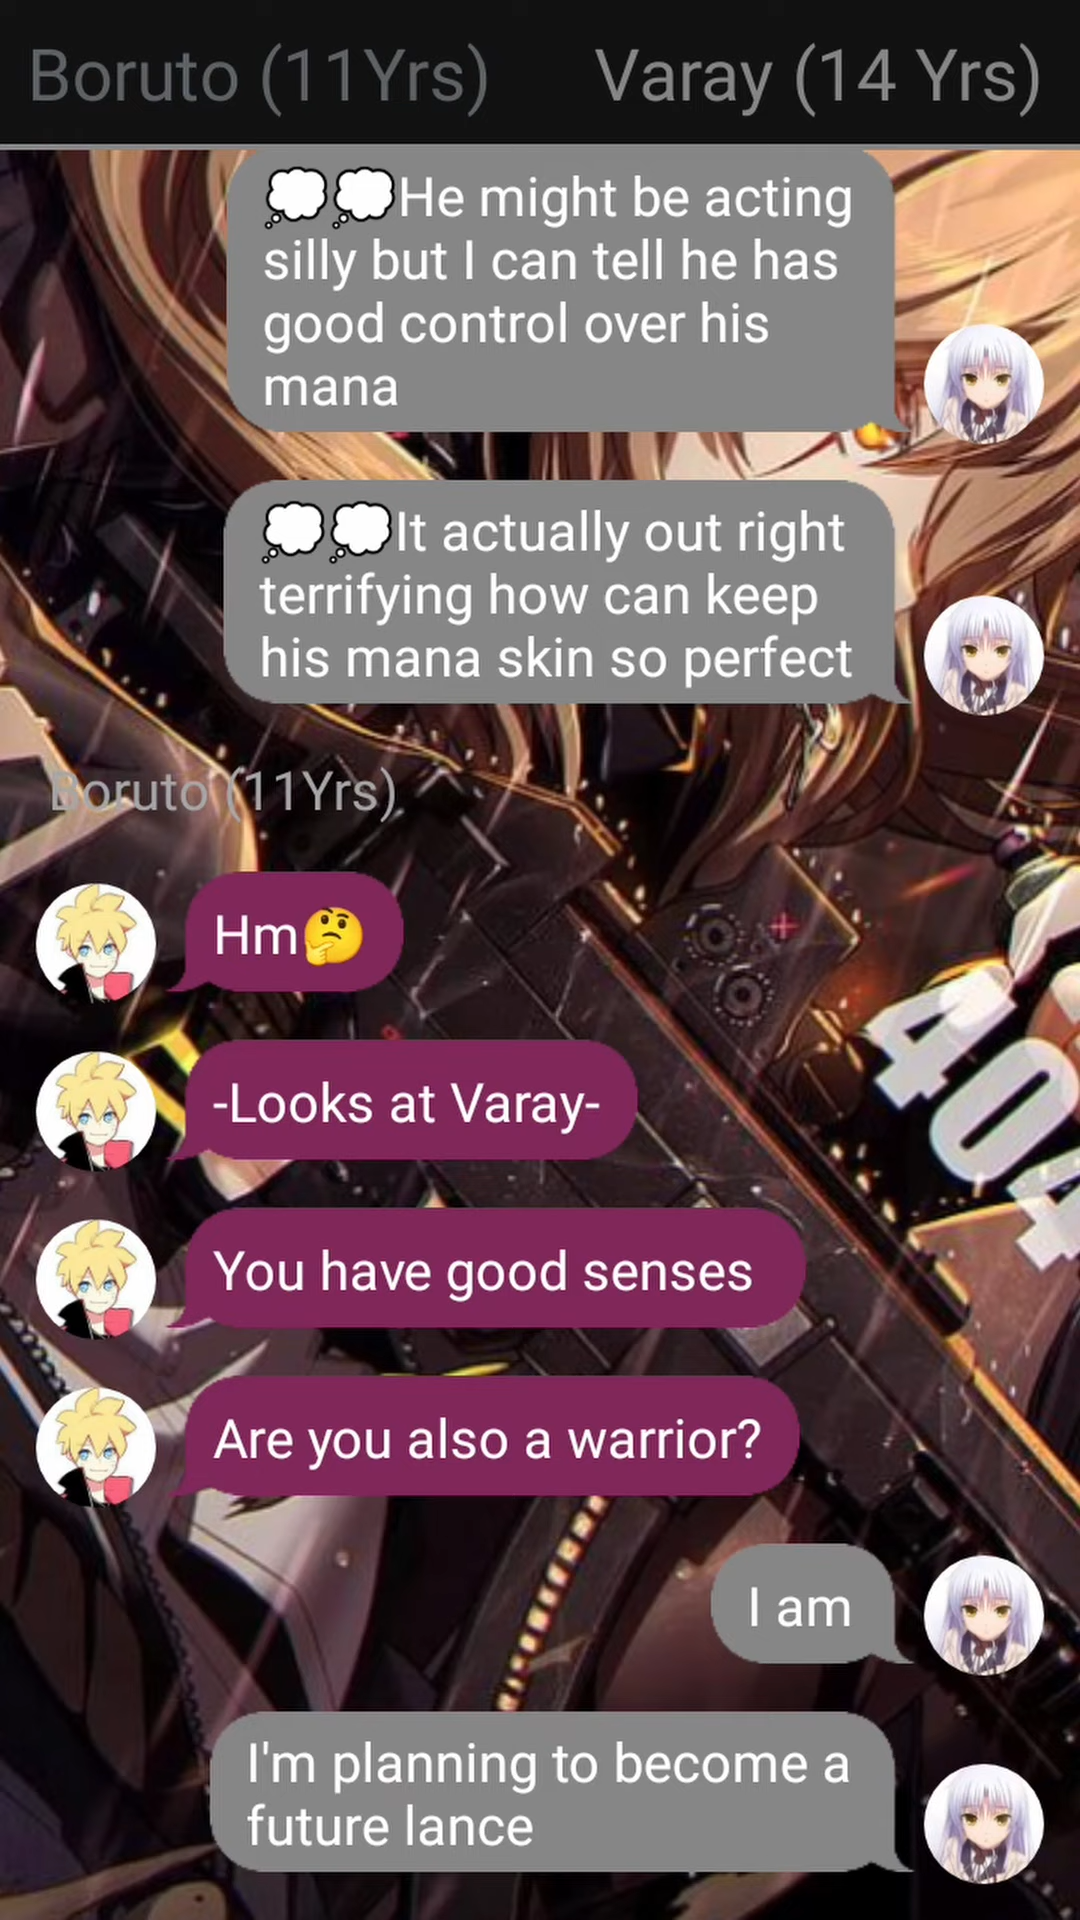 Boruto (11Yrs) Varay (14 Yrs)
💭💭He might be acting
silly but I can tell he has
good control over his
mana
💭💭It actually out right
terrifying how can keep
his mana skin so perfect
Boruto (11Yrs)
Hm🤔
-Looks at Varay-
You have good senses
Are you also a warrior?
404
I am
I'm planning to become a
future lance